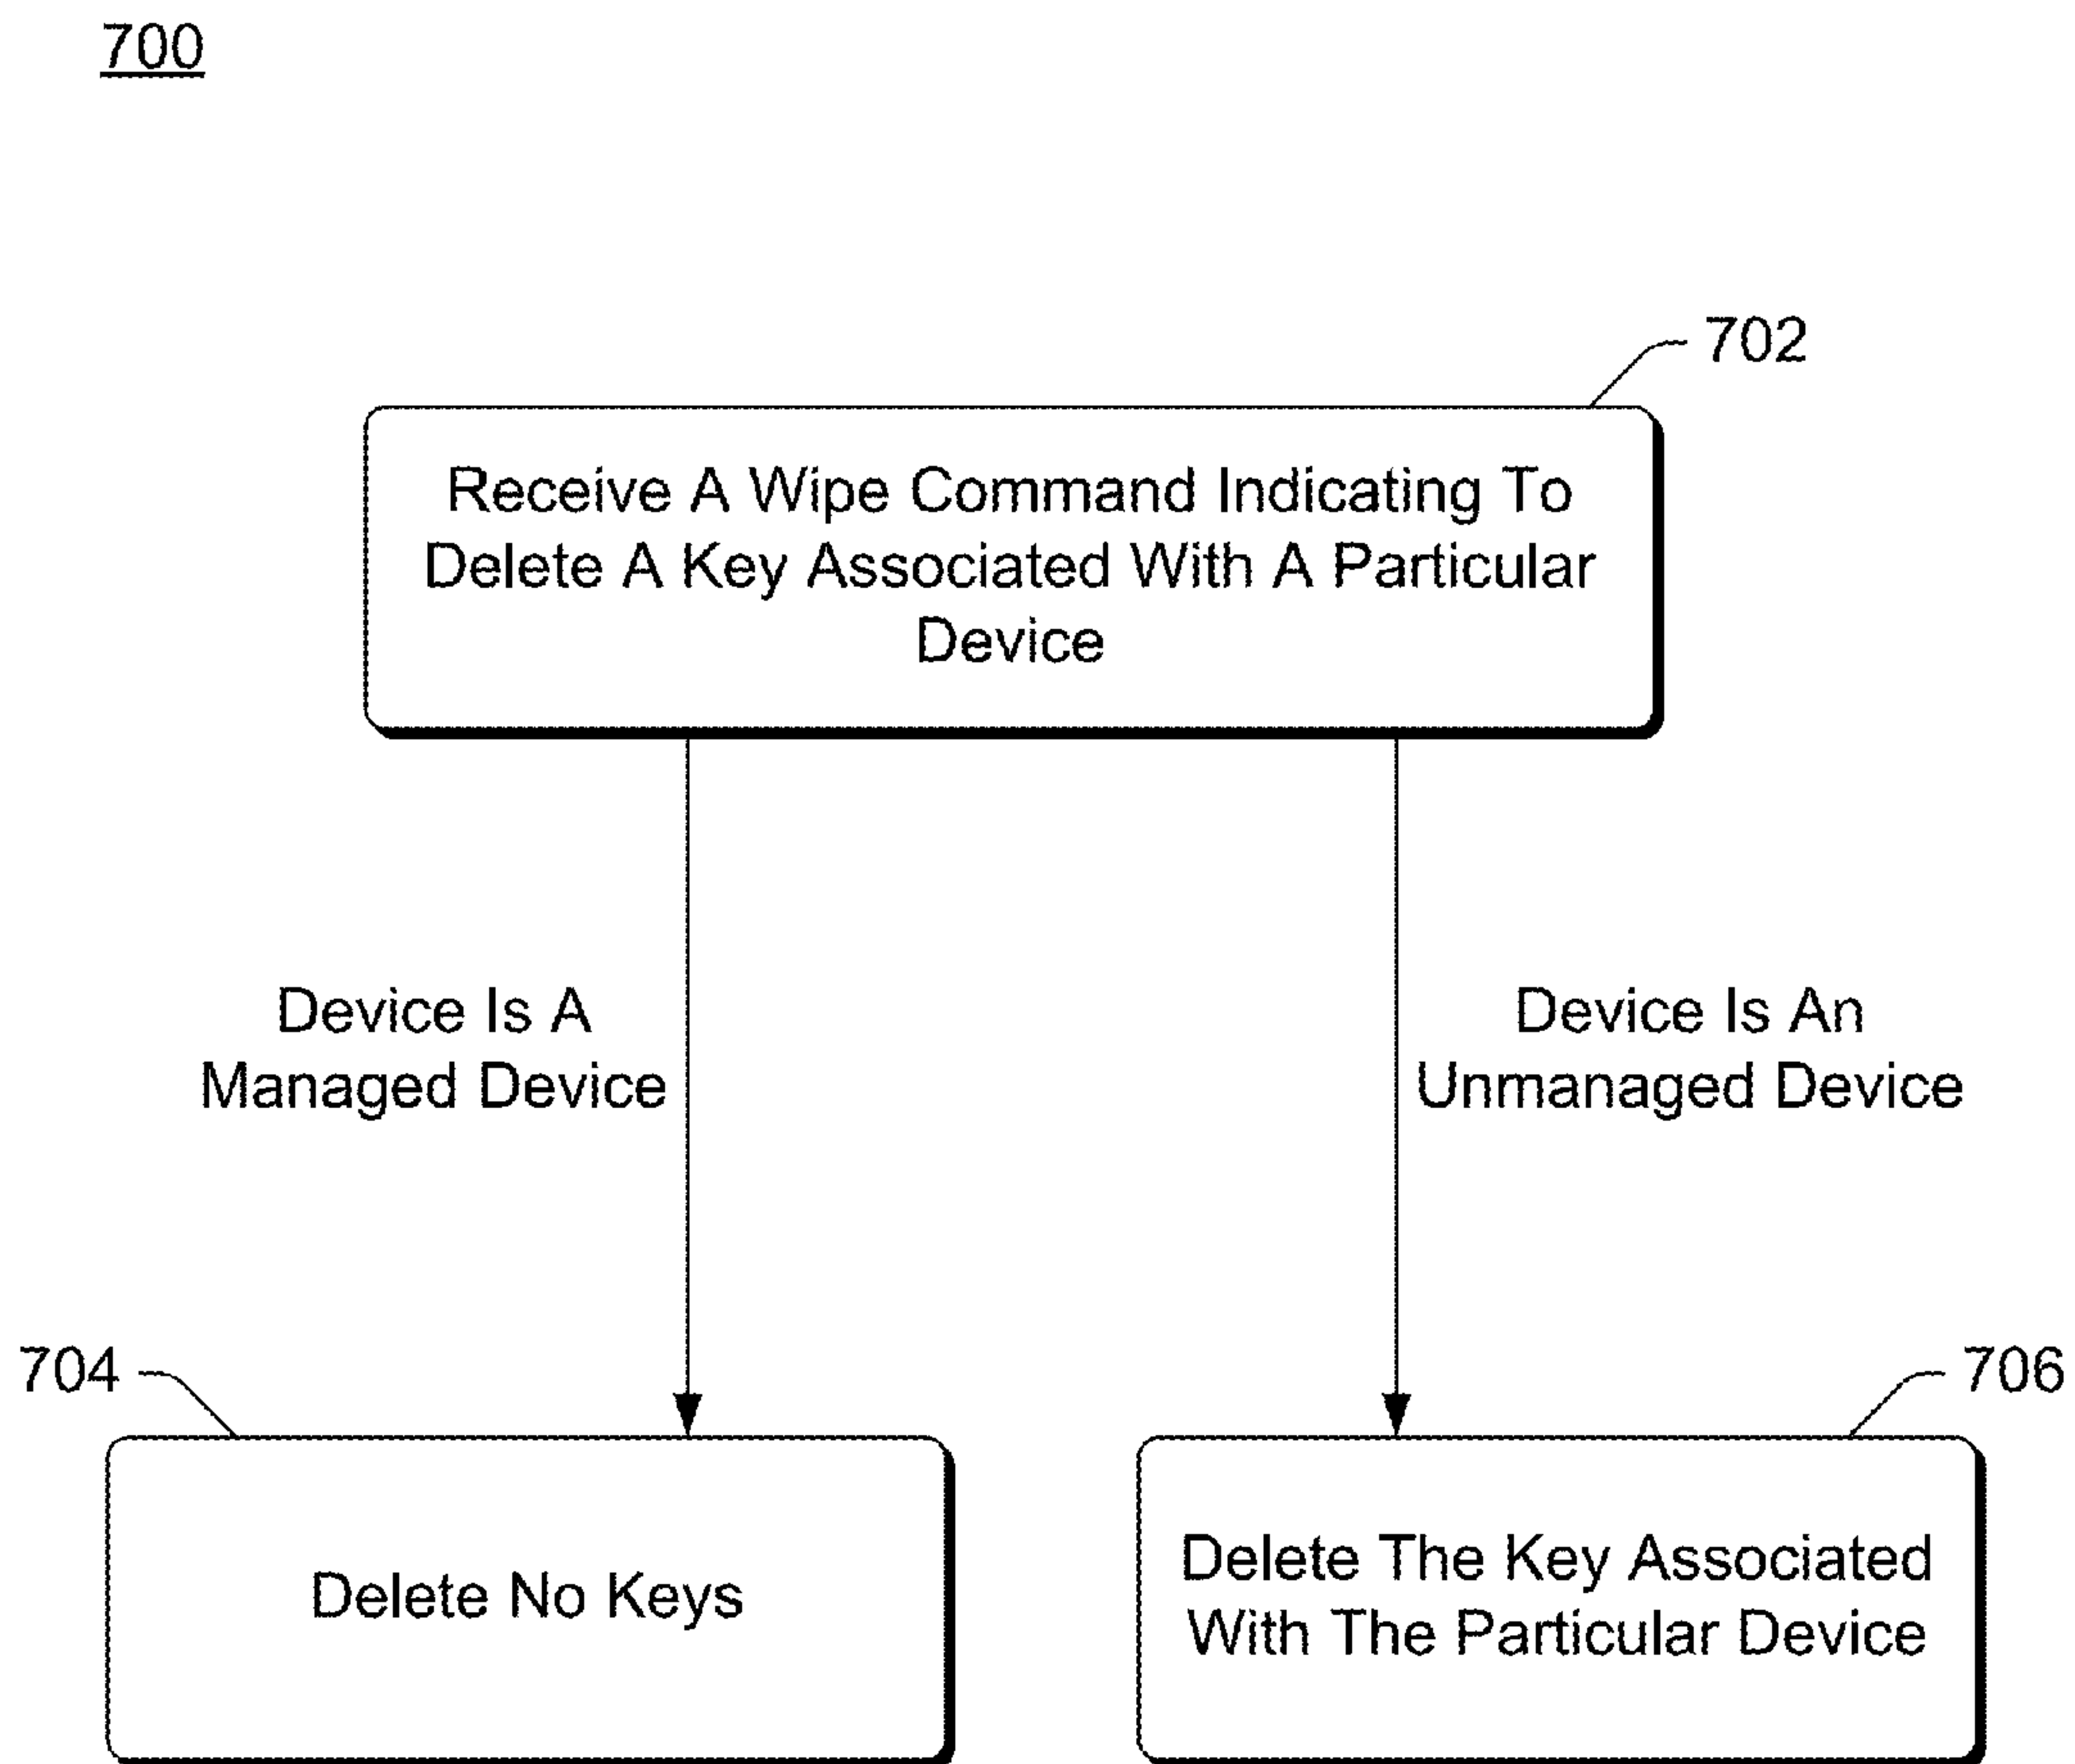 700
702
Receive A Wipe Command Indicating To
Delete A Key Associated With A Particular
Device
Device Is A
Managed Device
Device Is An
Unmanaged Device
704
706
Delete No Keys
Delete The Key Associated
With The Particular Device